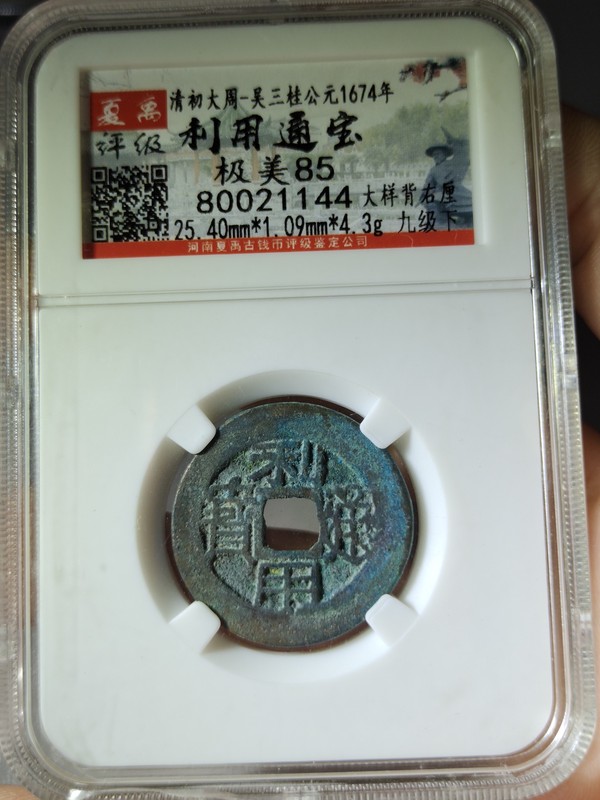 清初大周-吴三桂公元1674年
夏禹
评级
利用通宝
极美85
80021144 大样背右厘
25.40mm*1.09mm*4.3g 九级下
河南夏禹古钱币评级鉴定公司
利用通寶